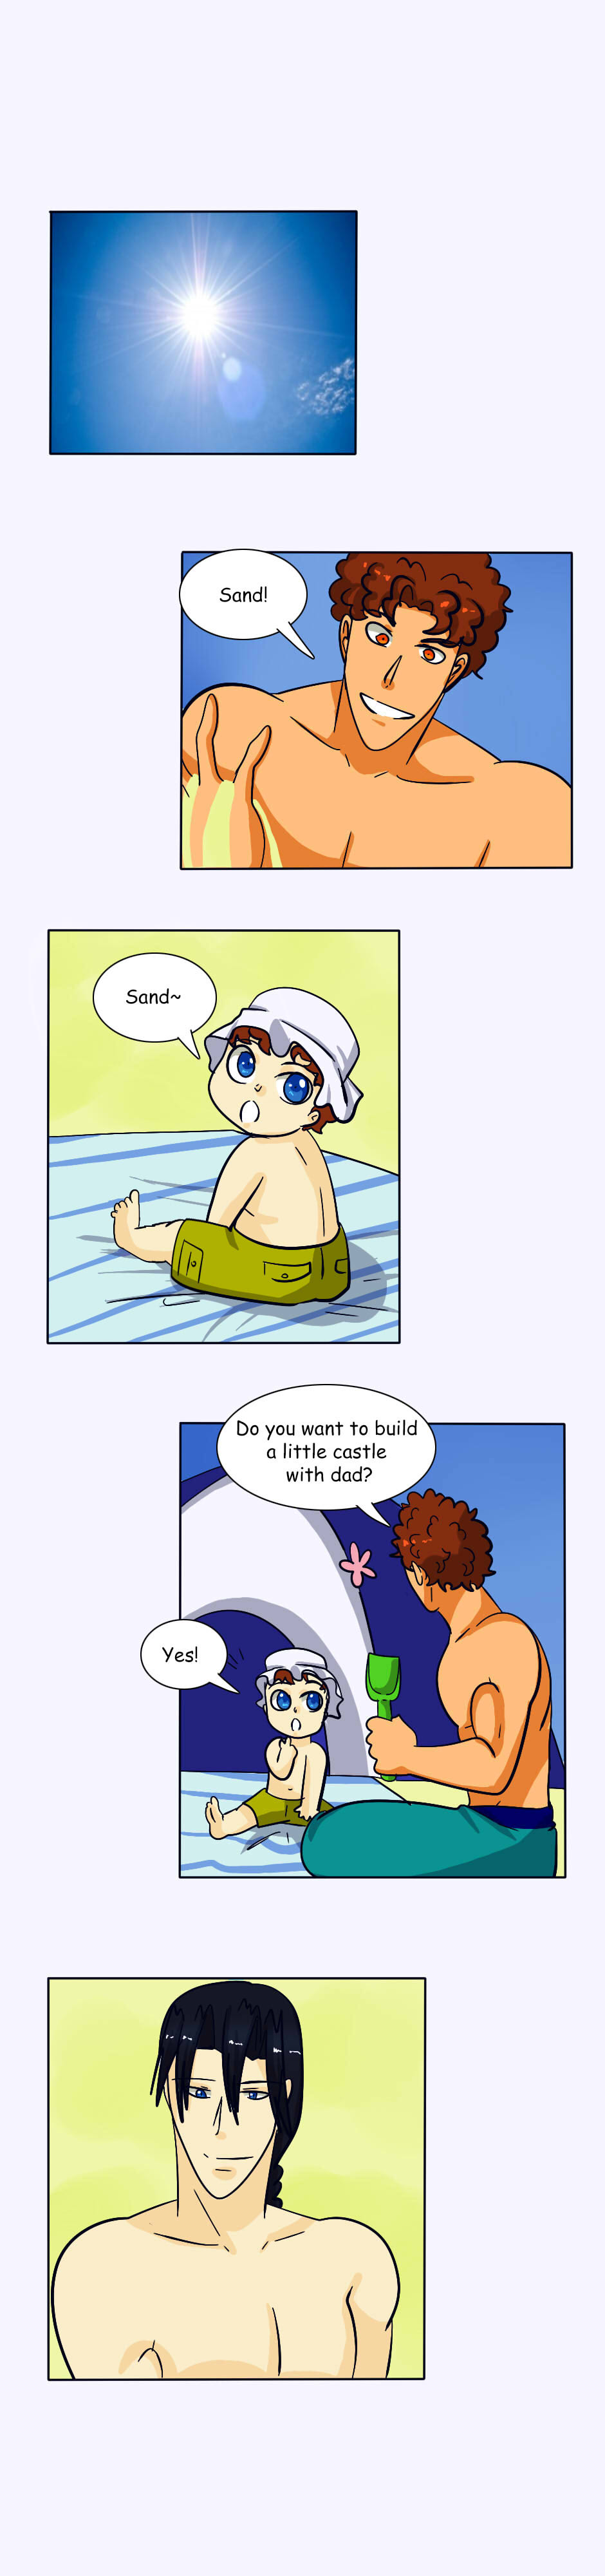 Sand!
Sand~
Do you want to build
a little castle
with dad?
Yes!